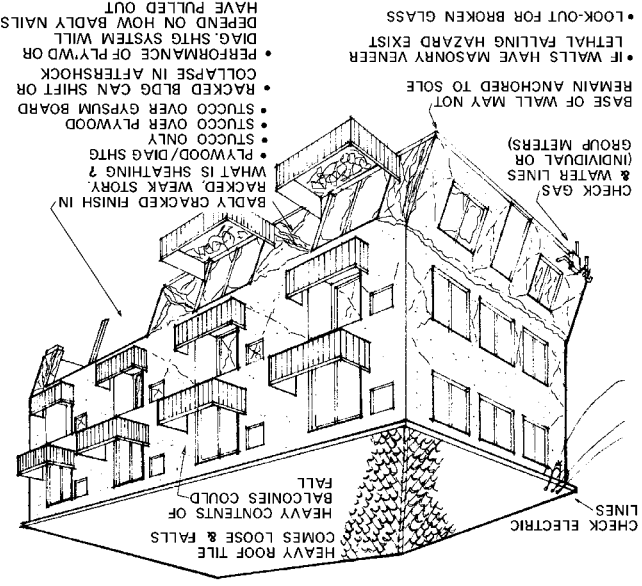 CHECK ELECTRIC
LINES
HEAVY ROOF TILE
COMES LOOSE & FALLS
HEAVY CONTENTS OF
BALCONIES COULD
FALL
CHECK GAS
& WATER LINES
(INDIVIDUAL OR
GROUP METERS)
BASE OF WALL MAY NOT
REMAIN ANCHORED TO SOLE
• IF WALLS HAVE MASONRY VENEER
LETHAL FALLING HAZARD EXIST
• LOOK-OUT FOR BROKEN GLASS
BADLY CRACKED FINISH IN
RACKED, WEAK STORY.
WHAT IS SHEATHING ?
• PLYWOOD/DIAG SHTG
• STUCCO ONLY
• STUCCO OVER PLYWOOD
• STUCCO OVER GYPSUM BOARD
• RACKED BLDG CAN SHIFT OR
COLLAPSE IN AFTERSHOCK
• PERFORMANCE OF PLY'WD OR
DIAG. SHTG SYSTEM WILL
DEPEND ON HOW BADLY NAILS
HAVE PULLED OUT